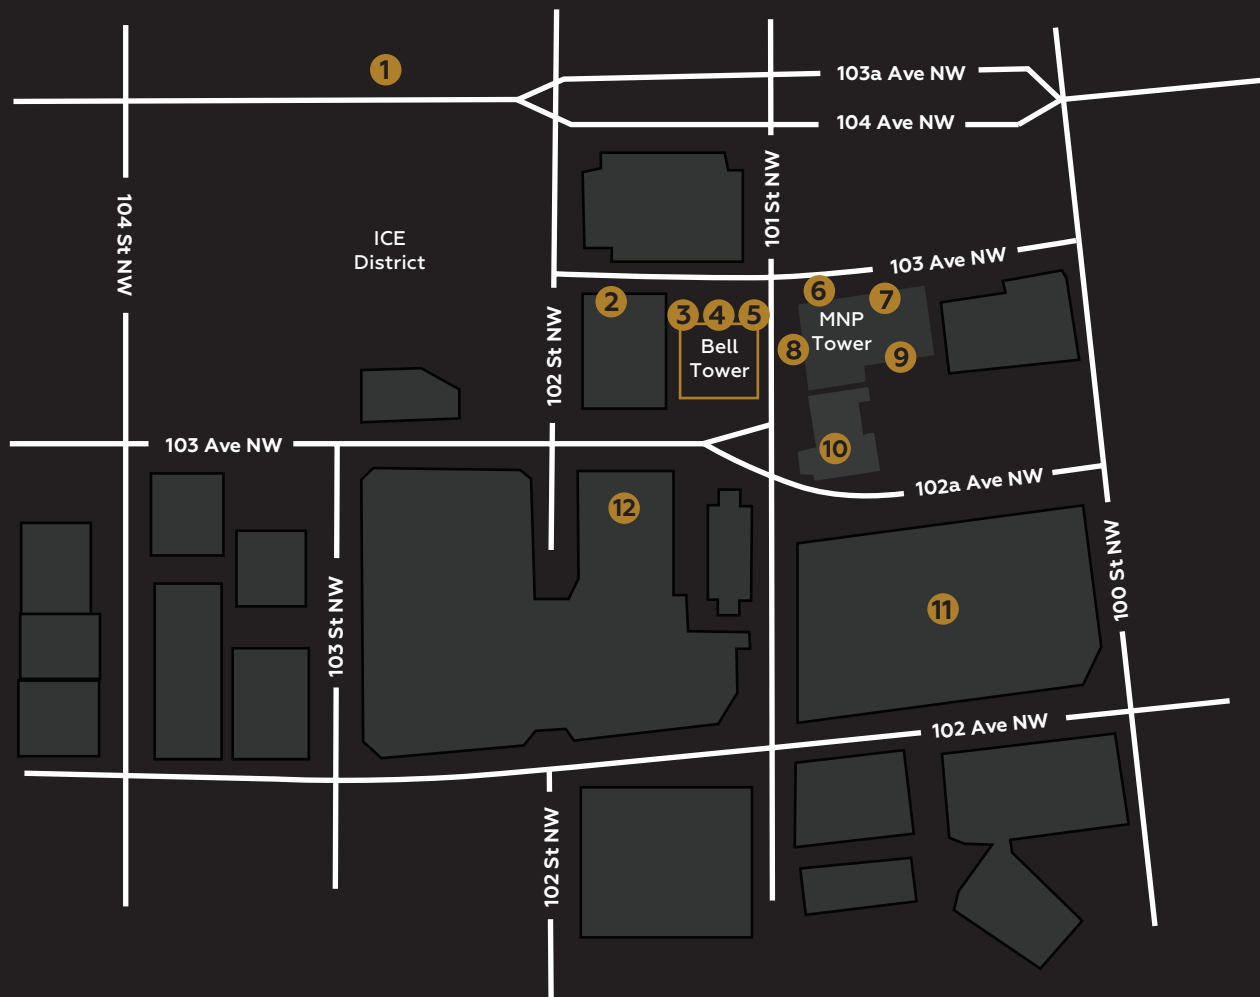 1
103a Ave NW
104 Ave NW
104 St NW
ICE
District
101 St NW
103 Ave NW
102 St NW
2
3
4
5
Bell
Tower
6
7
MNP
Tower
8
9
10
103 Ave NW
102a Ave NW
12
103 St NW
11
100 St NW
102 Ave NW
102 St NW